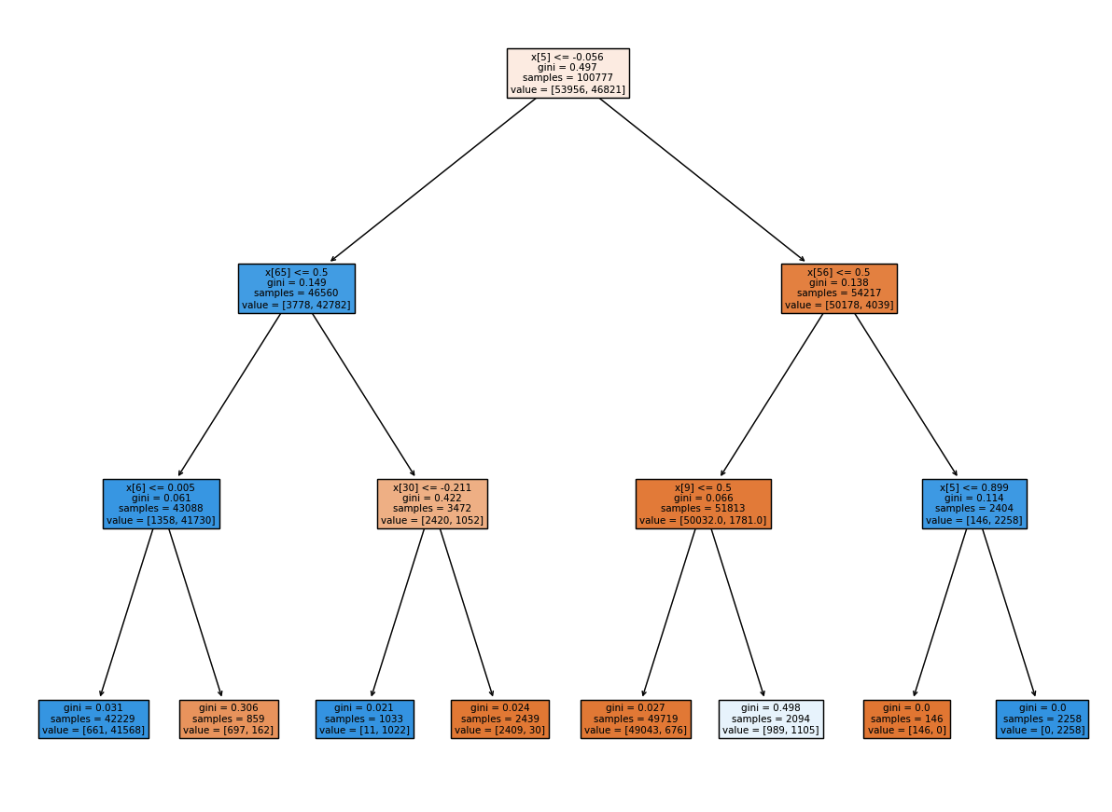 x[5] <= -0.056
gini = 0.497
samples = 100777
value = [53956, 46821]
x[65] <= 0.5
gini = 0.149
samples = 46560
value = [3778, 42782]
x[56] <= 0.5
gini = 0.138
samples = 54217
value = [50178, 4039]
x[6] <= 0.005
gini = 0.061
samples = 43088
value = [1358, 41730]
x[30] <= -0.211
gini = 0.422
samples = 3472
value = [2420, 1052]
x[9] <= 0.5
gini = 0.066
samples = 51813
value = [50032.0, 1781.0]
x[5] <= 0.899
gini = 0.114
samples = 2404
value = [146, 2258]
gini = 0.031
samples = 42229
value = [661, 41568]
gini = 0.306
samples = 859
value = [697, 162]
gini = 0.021
samples = 1033
value = [11, 1022]
gini = 0.024
samples = 2439
value = [2409, 30]
gini = 0.027
samples = 49719
value = [49043, 676]
gini = 0.498
samples = 2094
value = [989, 1105]
gini = 0.0
samples = 146
value = [146, 0]
gini = 0.0
samples = 2258
value = [0, 2258]